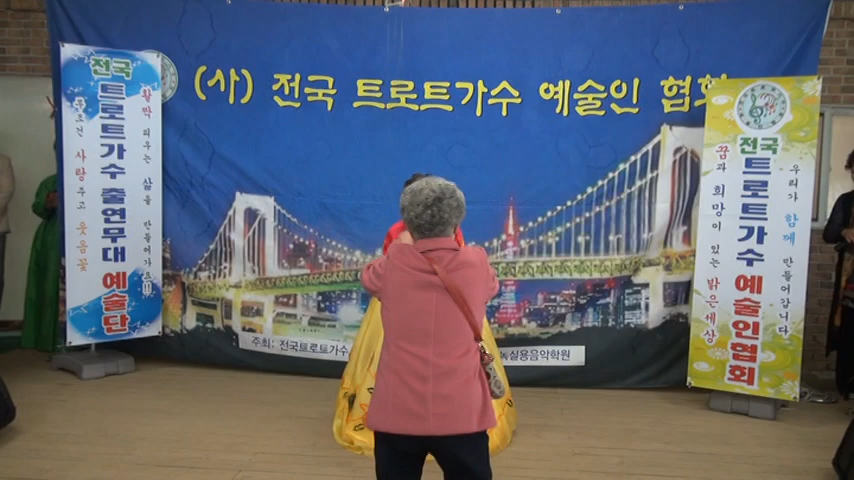 (사) 전국 트로트가수 예술인 협회
전국
트로트가수 출연무대 예술단
활짝 피우는 삶을 만들어가요!!!
무조건 사랑주고 웃음꽃
전국
트로트가수 예술인협회
우리가 함께 만들어갑니다
꿈과 희망이 있는 밝은세상
주최: 전국트로트가수
실용음악학원